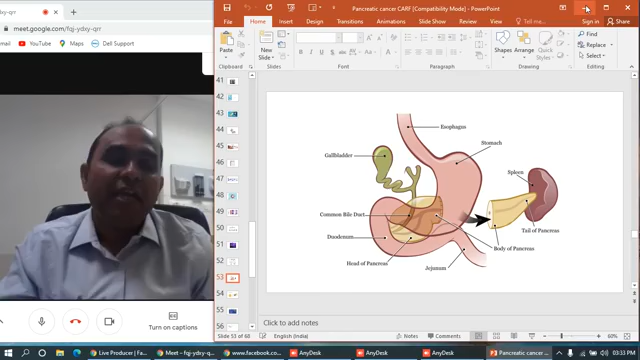 meet.google.com/fqj-ydxy-qrr
YouTube
Maps
Dell Support
Turn on captions
Pancreatic cancer CARF [Compatibility Mode] - PowerPoint
File
Home
Insert
Design
Transitions
Animations
Slide Show
Review
View
Tell me...
Sign in
Share
Paste
New
Slide
Shapes
Arrange
Quick
Styles
Find
Replace
Select
Clipboard
Slides
Font
Paragraph
Drawing
Editing
41
42
43
44
45
46
47
48
49
50
51
52
53
54
55
Esophagus
Stomach
Gallbladder
Spleen
Common Bile Duct
Duodenum
Tail of Pancreas
Body of Pancreas
Head of Pancreas
Jejunum
Click to add notes
Slide 53 of 68
English (India)
Notes
Comments
60%
Live Producer | Fa...
Meet - fqj-ydxy-qrr
www.facebook.com
AnyDesk
AnyDesk
AnyDesk
Pancreatic cancer C...
03:33 PM